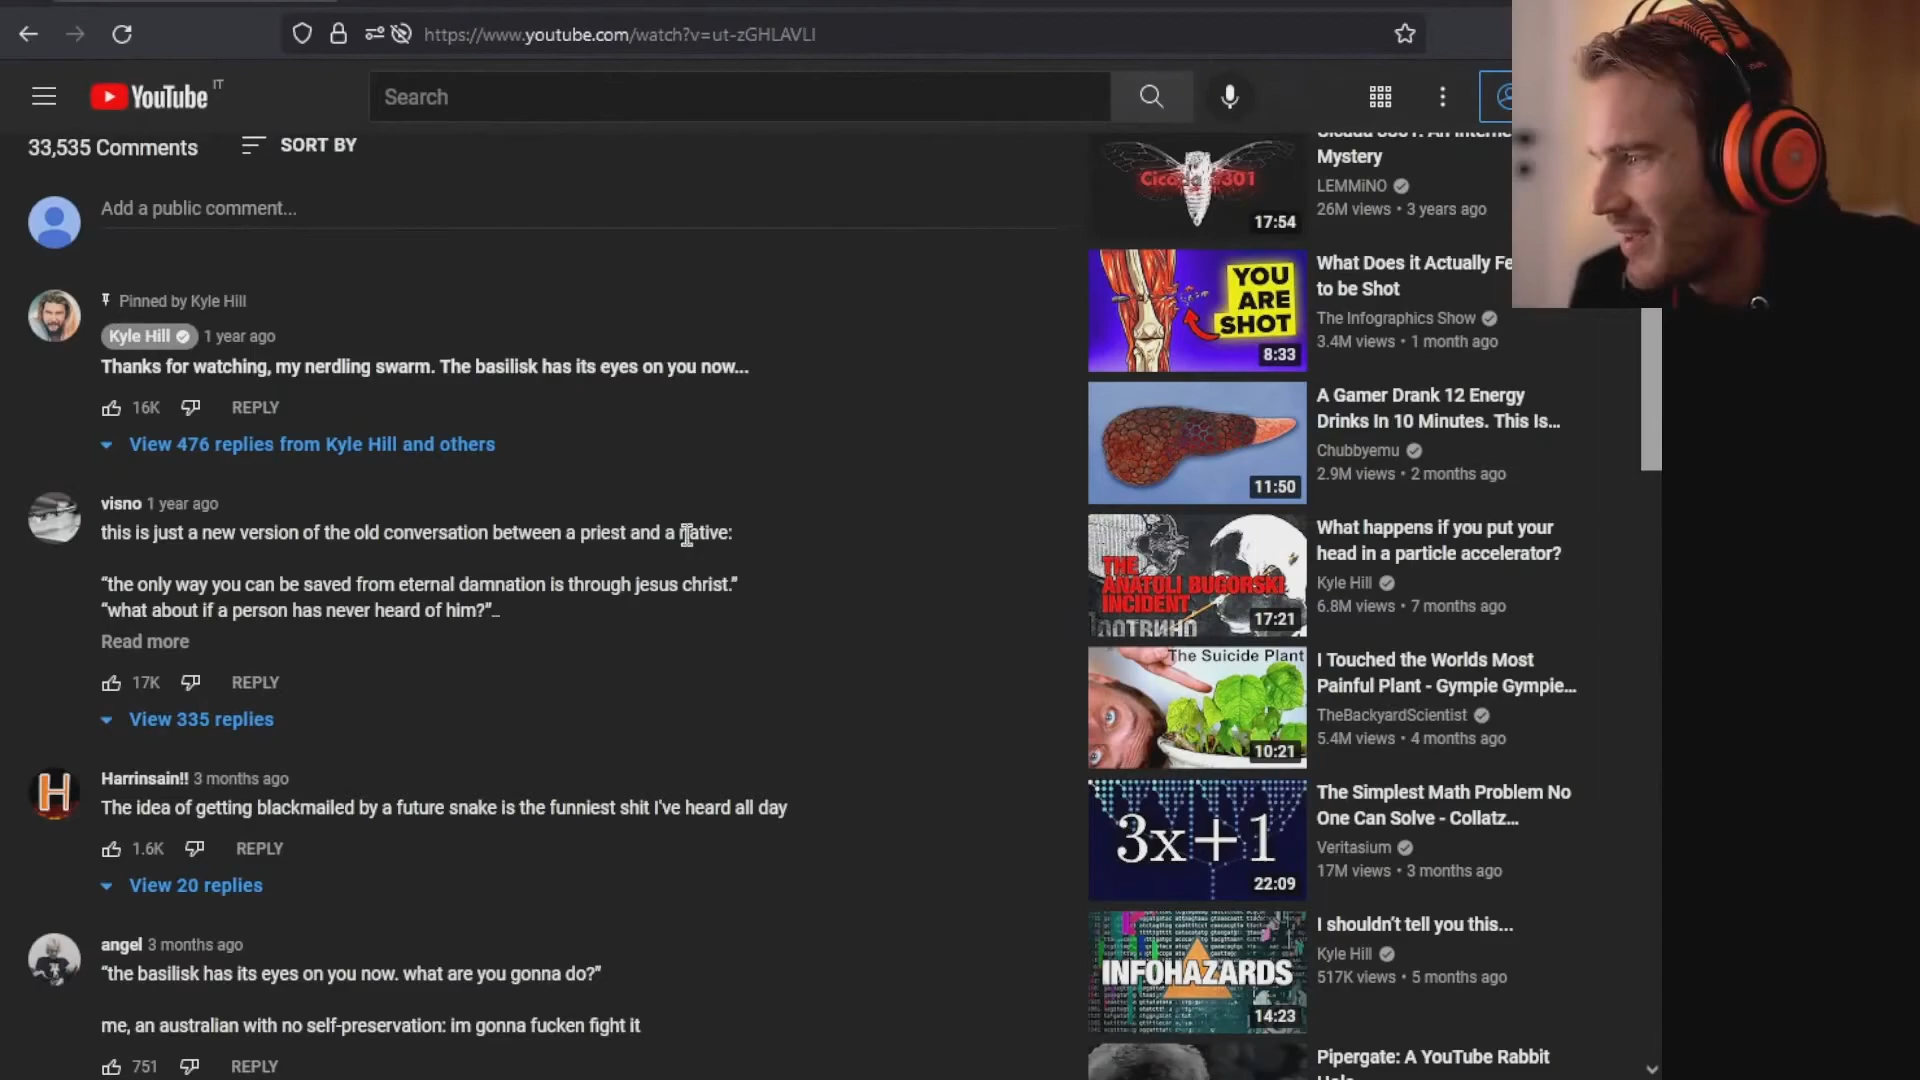 https://www.youtube.com/watch?v=ut-zGHLAVLI
YouTube IT
Search
33,535 Comments
SORT BY
Add a public comment...
Pinned by Kyle Hill
Kyle Hill
1 year ago
Thanks for watching, my nerdling swarm. The basilisk has its eyes on you now...
16K
REPLY
View 476 replies from Kyle Hill and others
visno 1 year ago
this is just a new version of the old conversation between a priest and a native:
“the only way you can be saved from eternal damnation is through jesus christ.”
“what about if a person has never heard of him?”...
Read more
17K
REPLY
View 335 replies
Harrinsain!! 3 months ago
The idea of getting blackmailed by a future snake is the funniest shit I've heard all day
1.6K
REPLY
View 20 replies
angel 3 months ago
“the basilisk has its eyes on you now. what are you gonna do?”
me, an australian with no self-preservation: im gonna fucken fight it
751
REPLY
Cicada 3301
17:54
Cicada 3301: An Interne
Mystery
LEMMiNO
26M views • 3 years ago
YOU
ARE
SHOT
8:33
What Does it Actually Fe
to be Shot
The Infographics Show
3.4M views • 1 month ago
11:50
A Gamer Drank 12 Energy
Drinks In 10 Minutes. This Is...
Chubbyemu
2.9M views • 2 months ago
THE
ANATOLI BUGORSKI
INCIDENT
17:21
What happens if you put your
head in a particle accelerator?
Kyle Hill
6.8M views • 7 months ago
The Suicide Plant
10:21
I Touched the Worlds Most
Painful Plant - Gympie Gympie...
TheBackyardScientist
5.4M views • 4 months ago
3x+1
22:09
The Simplest Math Problem No
One Can Solve - Collatz...
Veritasium
17M views • 3 months ago
INFOHAZARDS
14:23
I shouldn’t tell you this...
Kyle Hill
517K views • 5 months ago
Pipergate: A YouTube Rabbit